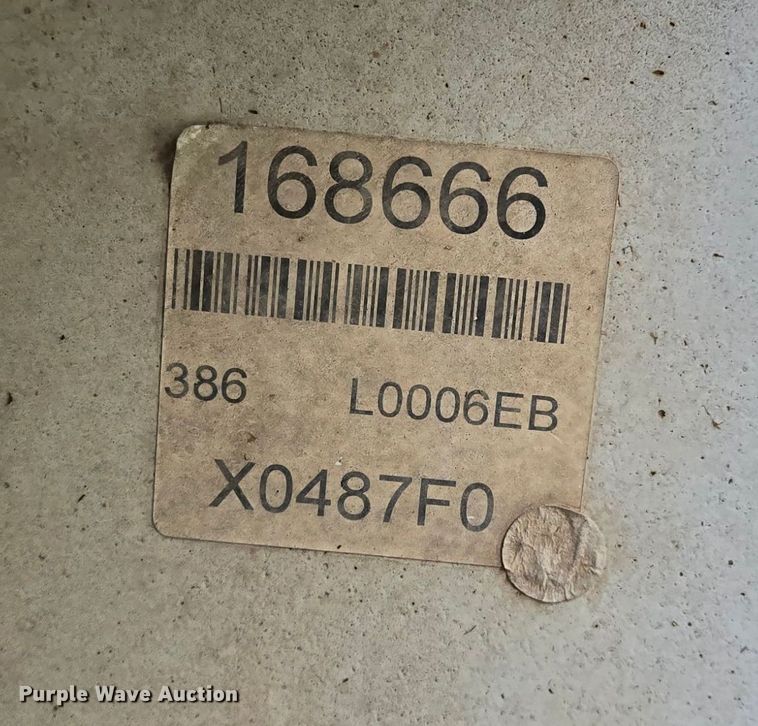 168666
386 L0006EB
X0487F0
Purple Wave Auction